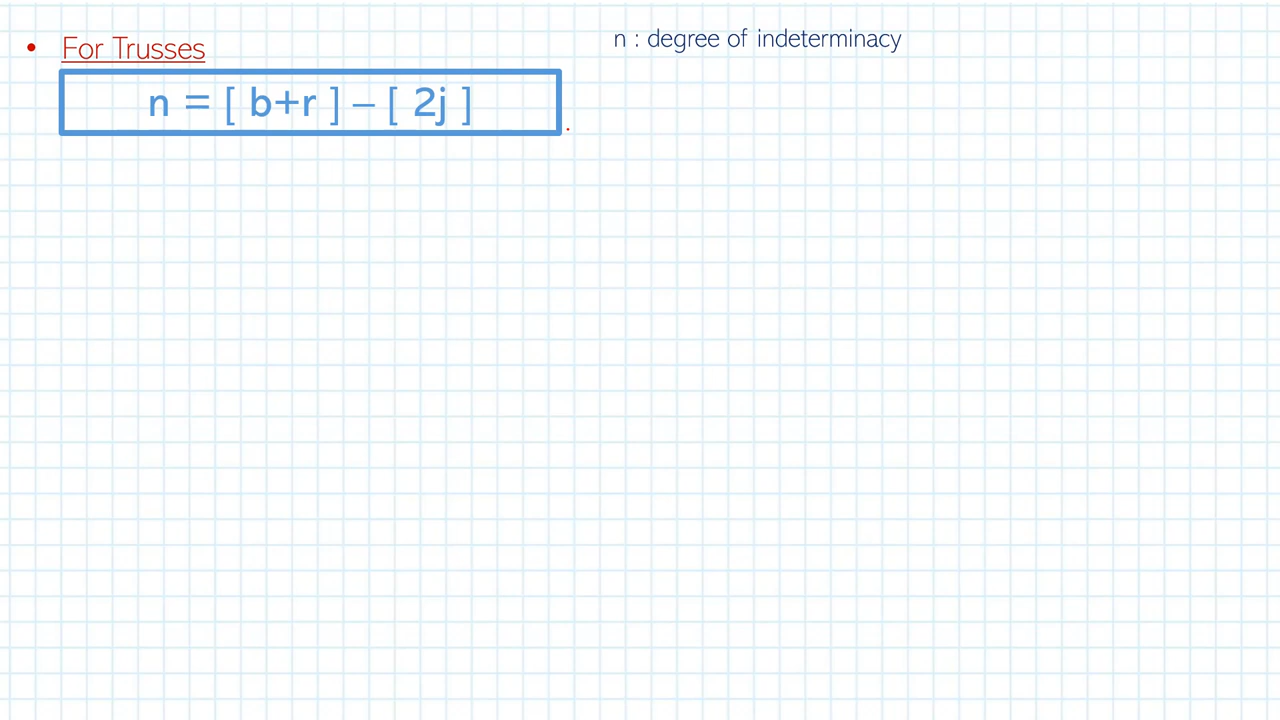 • For Trusses
n : degree of indeterminacy
n = [ b+r ] – [ 2j ]
.